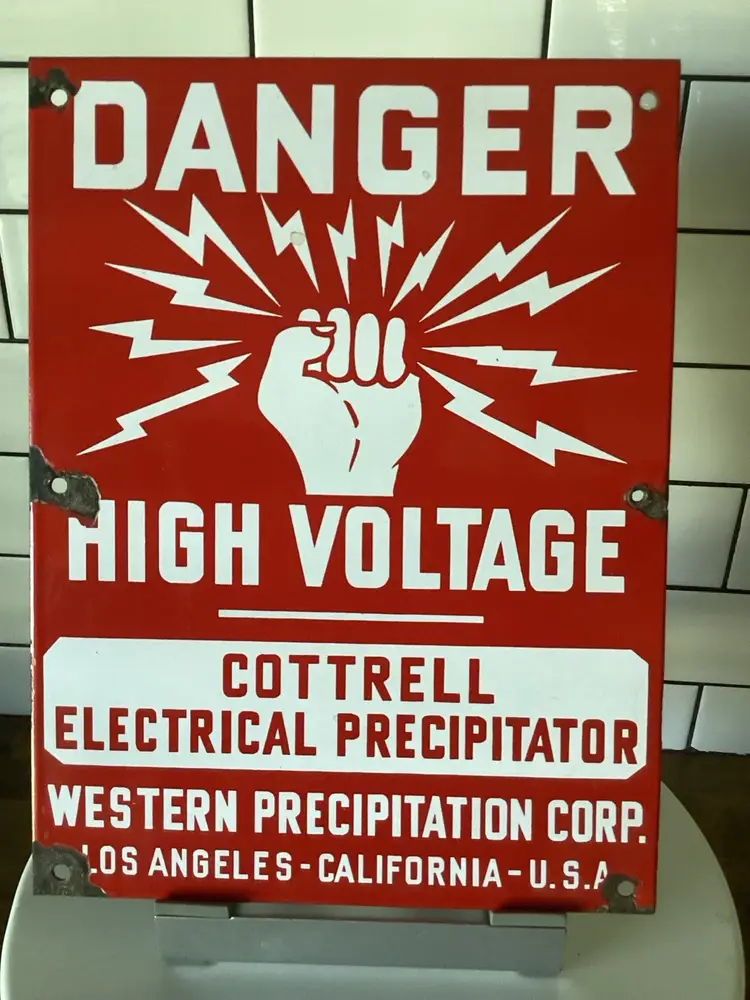 DANGER
HIGH VOLTAGE
COTTRELL
ELECTRICAL PRECIPITATOR
WESTERN PRECIPITATION CORP.
LOS ANGELES - CALIFORNIA - U.S.A